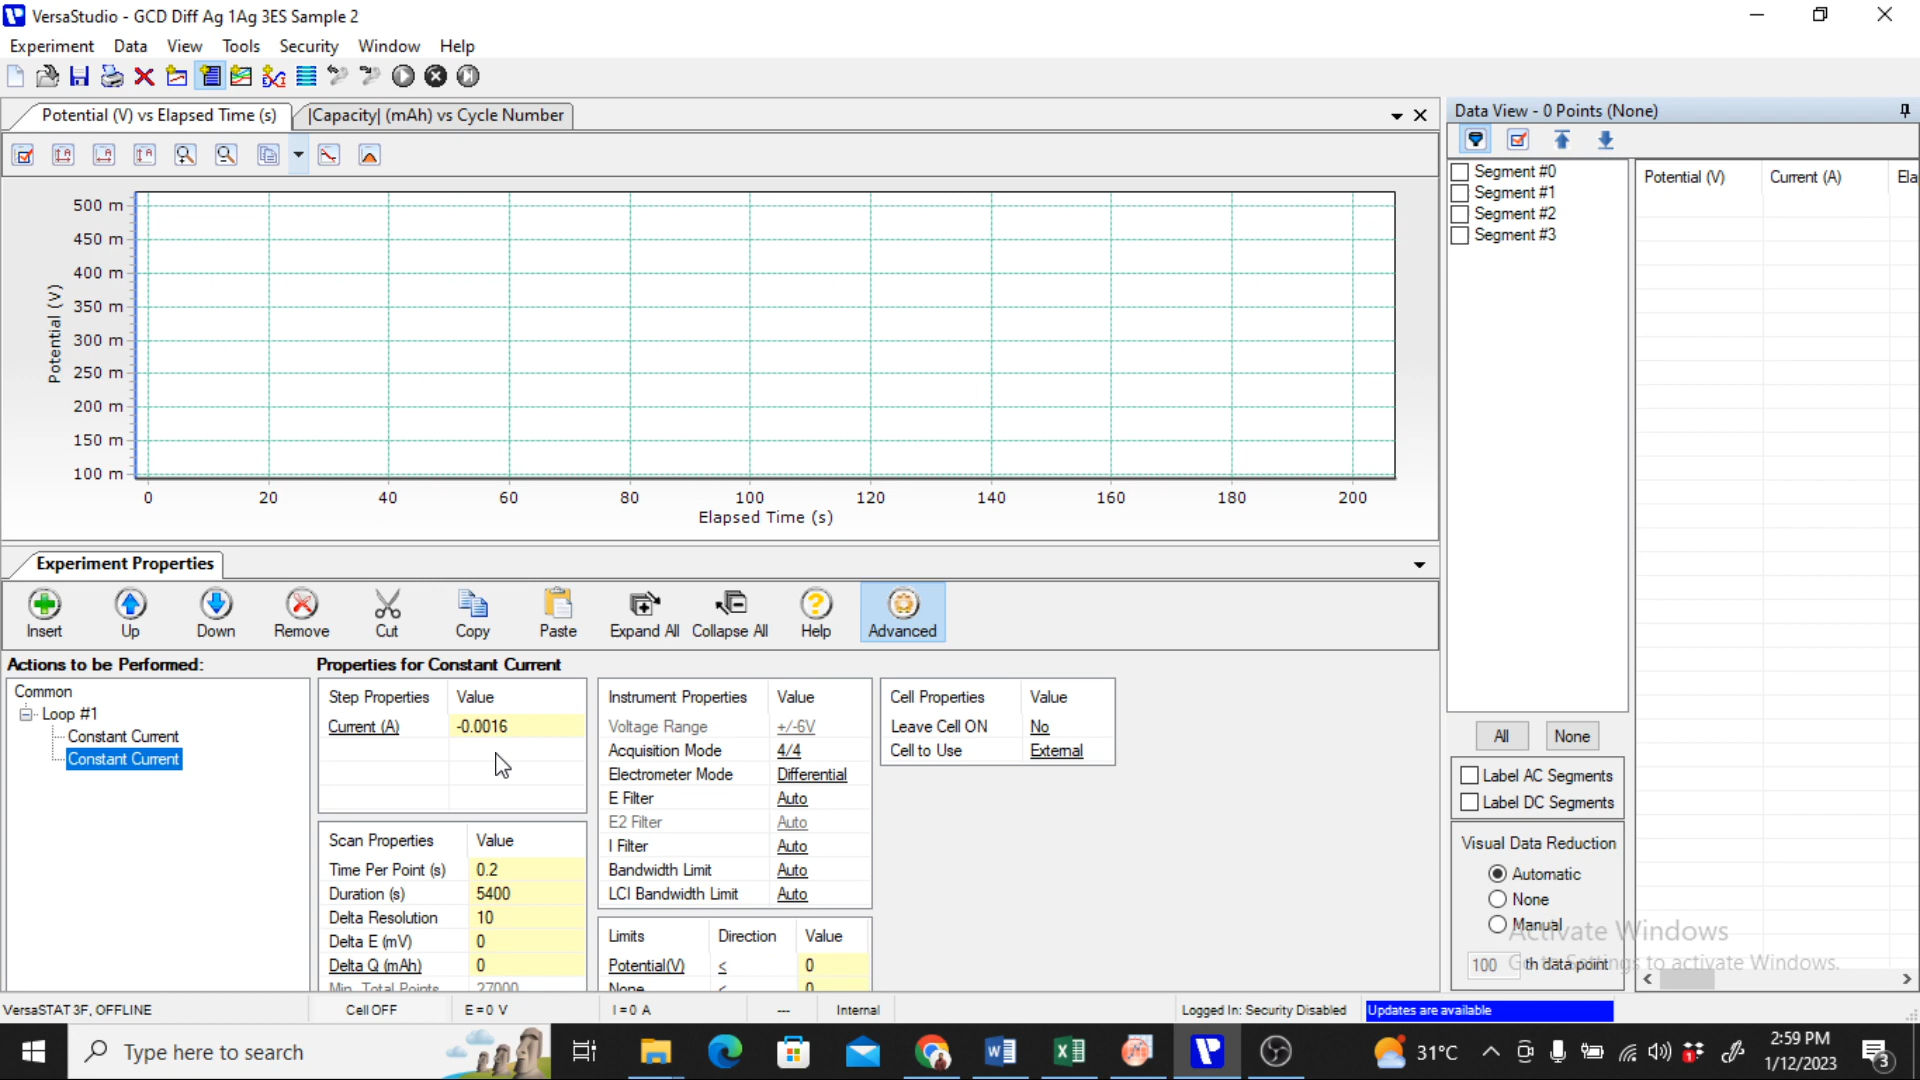 VersaStudio - GCD Diff Ag 1Ag 3ES Sample 2
Experiment Data View Tools Security Window Help
Potential (V) vs Elapsed Time (s) |Capacity| (mAh) vs Cycle Number
Data View - 0 Points (None)
Segment #0
Segment #1
Segment #2
Segment #3
Potential (V) Current (A) Ela
500 m
450 m
400 m
350 m
300 m
250 m
200 m
150 m
100 m
Potential (V)
0 20 40 60 80 100 120 140 160 180 200
Elapsed Time (s)
Experiment Properties
Insert Up Down Remove Cut Copy Paste Expand All Collapse All Help Advanced
Actions to be Performed:
Common
Loop #1
Constant Current
Constant Current
Properties for Constant Current
Step Properties Value
Current (A) -0.0016
Scan Properties Value
Time Per Point (s) 0.2
Duration (s) 5400
Delta Resolution 10
Delta E (mV) 0
Delta Q (mAh) 0
Min. Total Points 27000
Instrument Properties Value
Voltage Range +/-6V
Acquisition Mode 4/4
Electrometer Mode Differential
E Filter Auto
E2 Filter Auto
I Filter Auto
Bandwidth Limit Auto
LCI Bandwidth Limit Auto
Limits Direction Value
Potential(V) < 0
None < 0
Cell Properties Value
Leave Cell ON No
Cell to Use External
All None
Label AC Segments
Label DC Segments
Visual Data Reduction
Automatic
None
Manual
100 th data point
Activate Windows
Go to Settings to activate Windows.
VersaSTAT 3F, OFFLINE Cell OFF E = 0 V I = 0 A --- Internal Logged In: Security Disabled Updates are available
Type here to search
31°C
2:59 PM
1/12/2023
1
3